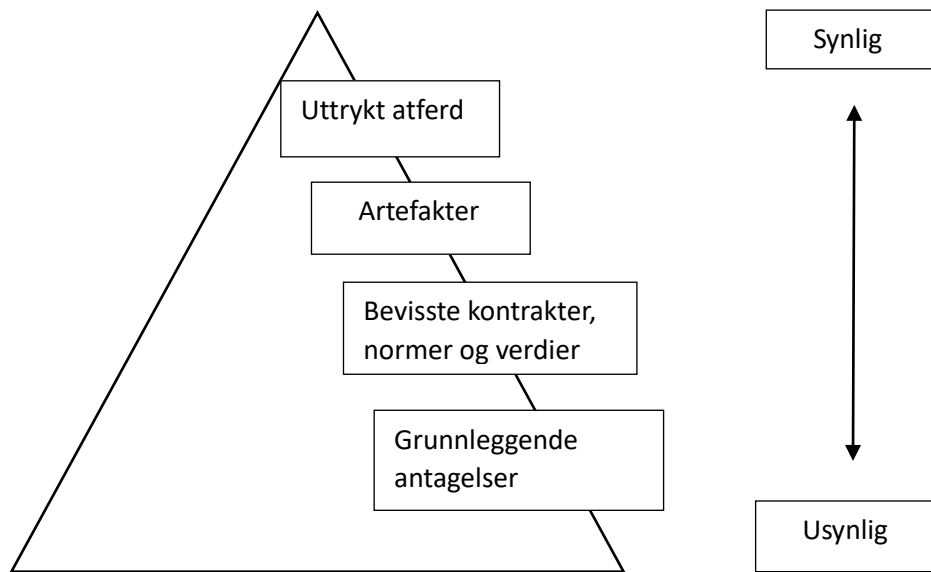 Synlig
Uttrykt atferd
Artefakter
Bevisste kontrakter,
normer og verdier
Grunnleggende
antagelser
Usynlig